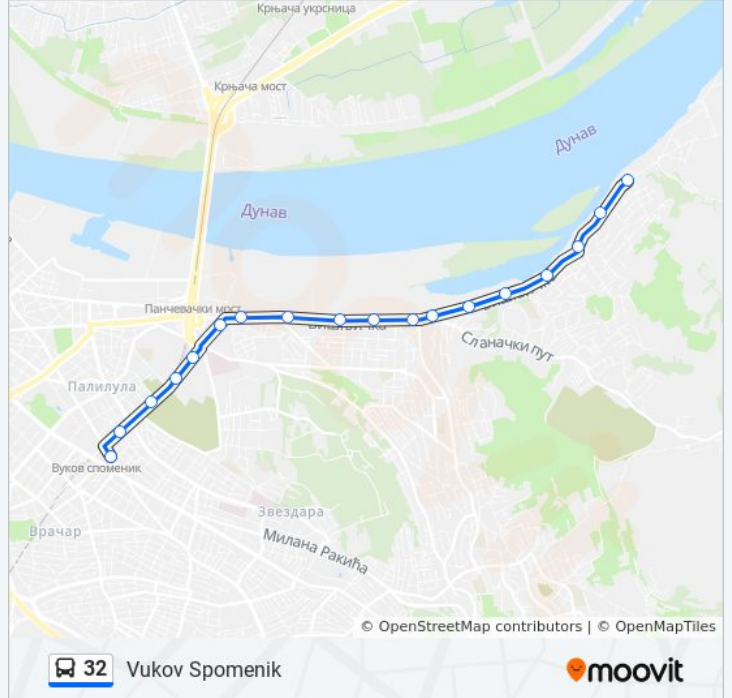 Крњача укрсница
Крњача мост
Дунав
Дунав
Панчевачки мост
Сланачки пут
Палилула
Вуков споменик
Звездара
Врачар
Милана Ракића
© OpenStreetMap contributors | © OpenMapTiles
32 Vukov Spomenik
moovit